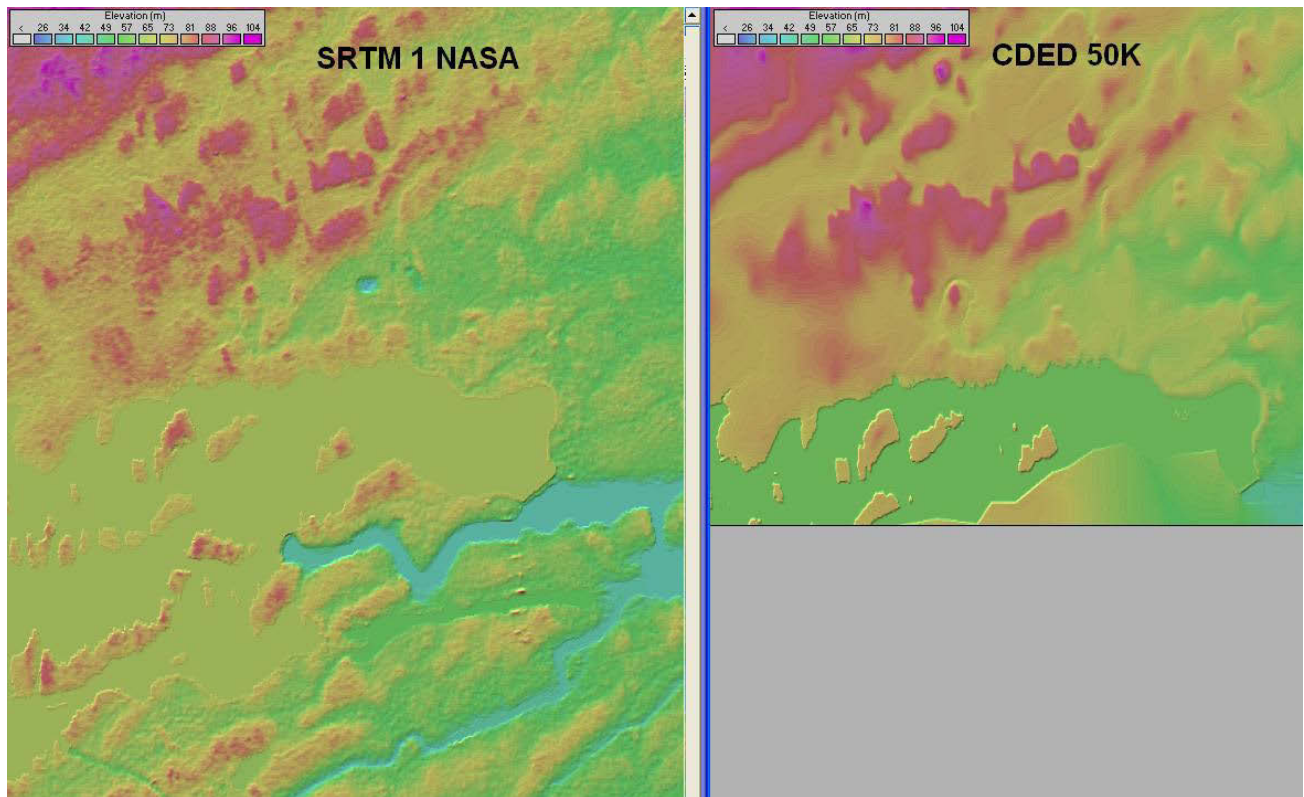 Elevation (m)
< 26 34 42 49 57 65 73 81 88 96 104
SRTM 1 NASA
Elevation (m)
< 26 34 42 49 57 65 73 81 88 96 104
CDED 50K